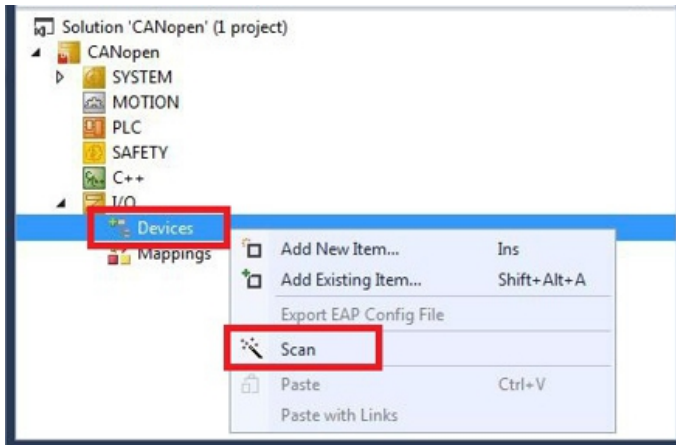 Solution 'CANopen' (1 project)
CANopen
SYSTEM
MOTION
PLC
SAFETY
C++
I/O
Devices
Mappings
Add New Item... Ins
Add Existing Item... Shift+Alt+A
Export EAP Config File
Scan
Paste Ctrl+V
Paste with Links